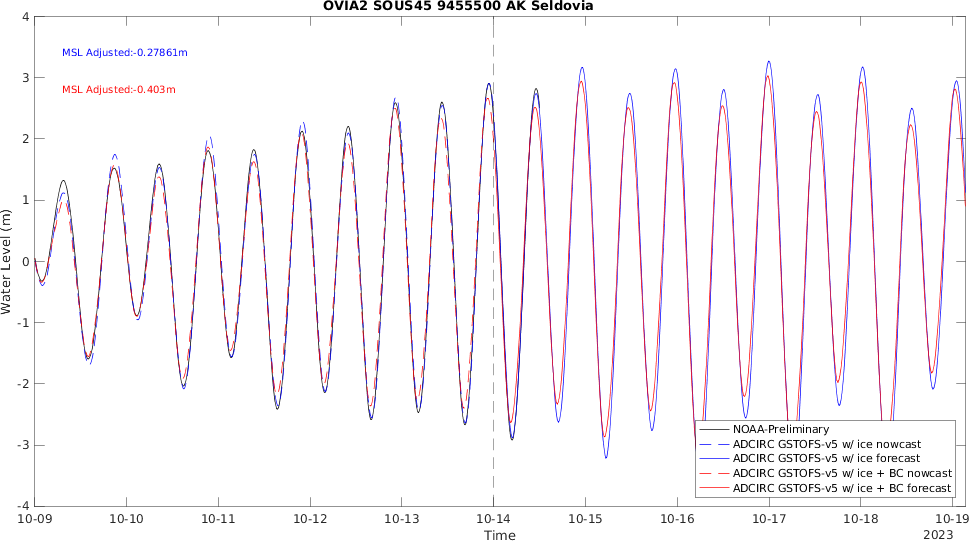 OVIA2 SOUS45 9455500 AK Seldovia
MSL Adjusted:-0.27861m
MSL Adjusted:-0.403m
Water Level (m)
4
3
2
1
0
-1
-2
-3
-4
NOAA-Preliminary
ADCIRC GSTOFS-v5 w/ ice nowcast
ADCIRC GSTOFS-v5 w/ ice forecast
ADCIRC GSTOFS-v5 w/ ice + BC nowcast
ADCIRC GSTOFS-v5 w/ ice + BC forecast
10-09 10-10 10-11 10-12 10-13 10-14 10-15 10-16 10-17 10-18 10-19
Time
2023